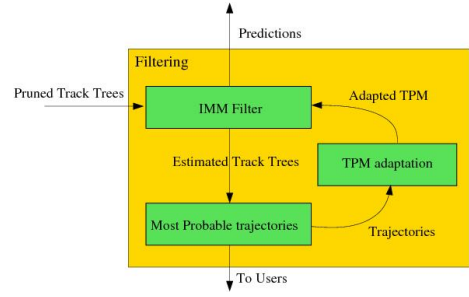 Predictions
Filtering
Pruned Track Trees
Adapted TPM
IMM Filter
Estimated Track Trees
TPM adaptation
Most Probable trajectories
Trajectories
To Users